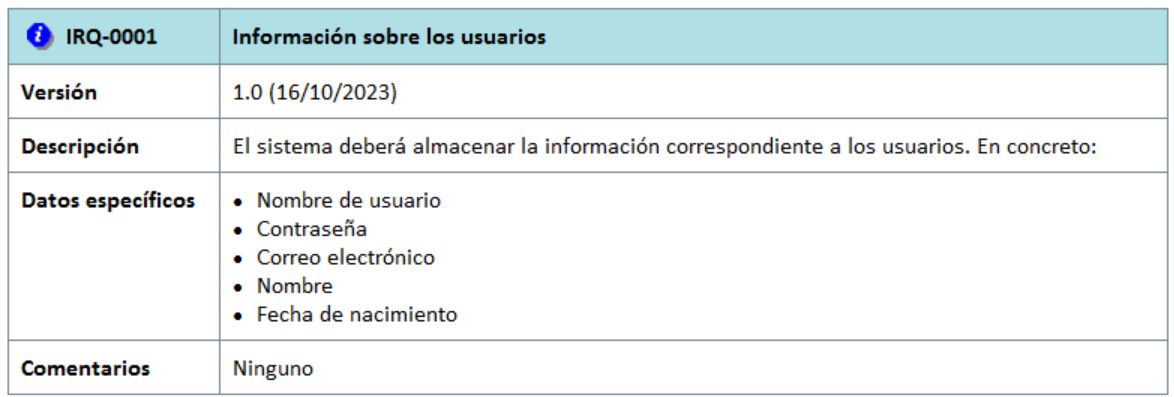 IRQ-0001 Información sobre los usuarios
Versión 1.0 (16/10/2023)
Descripción El sistema deberá almacenar la información correspondiente a los usuarios. En concreto:
Datos específicos • Nombre de usuario
• Contraseña
• Correo electrónico
• Nombre
• Fecha de nacimiento
Comentarios Ninguno